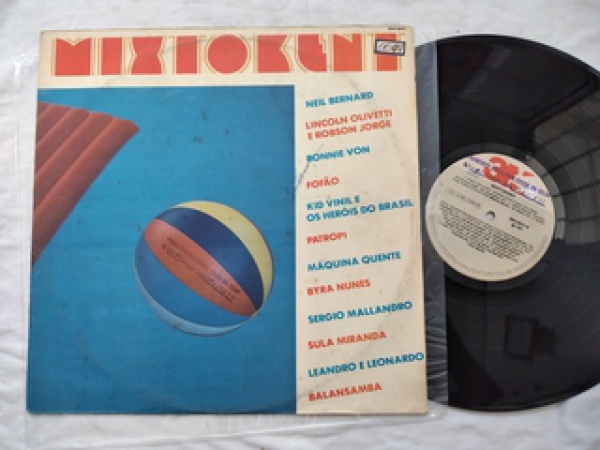 MIXTOKENT
NEIL BERNARD
LINCOLN OLIVETTI
E ROBSON JORGE
RONNIE VON
FOFÃO
KID VINIL E
OS HERÓIS DO BRASIL
PATROPI
MÁQUINA QUENTE
BYRA NUNES
SERGIO MALLANDRO
SULA MIRANDA
LEANDRO E LEONARDO
BALANSAMBA